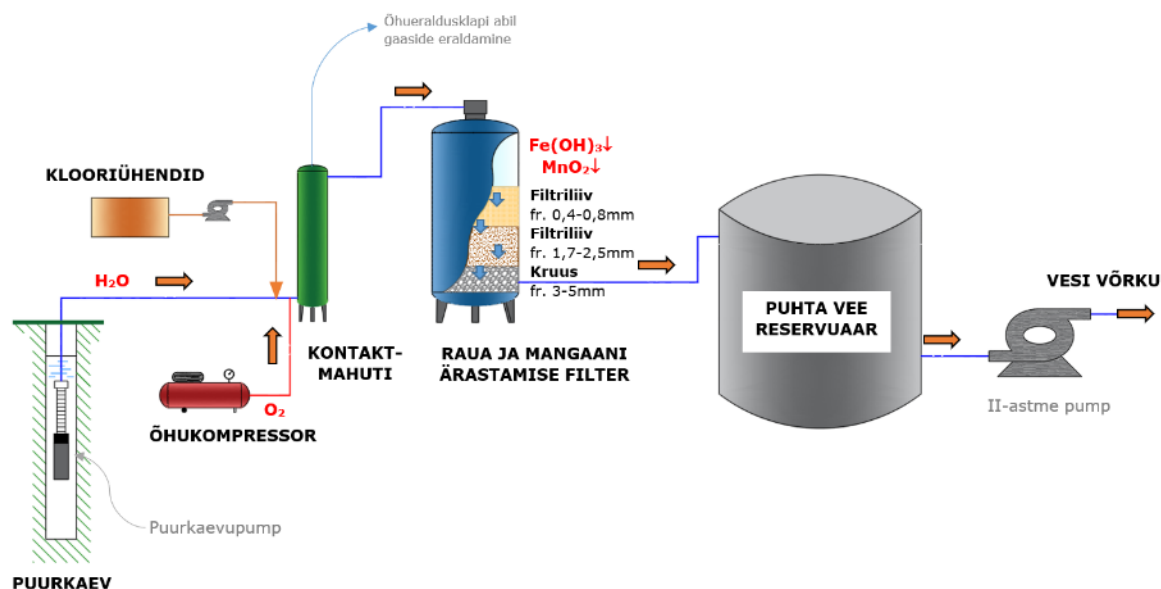 Õhueraldusklapi abil
gaaside eraldamine
KLOORIÜHENDID
H₂O
Fe(OH)₃↓
MnO₂↓
Filtriliiv
fr. 0,4-0,8mm
Filtriliiv
fr. 1,7-2,5mm
Kruus
fr. 3-5mm
KONTAKT-
MAHUTI
RAUA JA MANGAANI
ÄRASTAMISE FILTER
O₂
ÕHUKOMPRESSOR
PUHTA VEE
RESERVUAAR
VESI VÕRKU
II-astme pump
Puurkaevupump
PUURKAEV